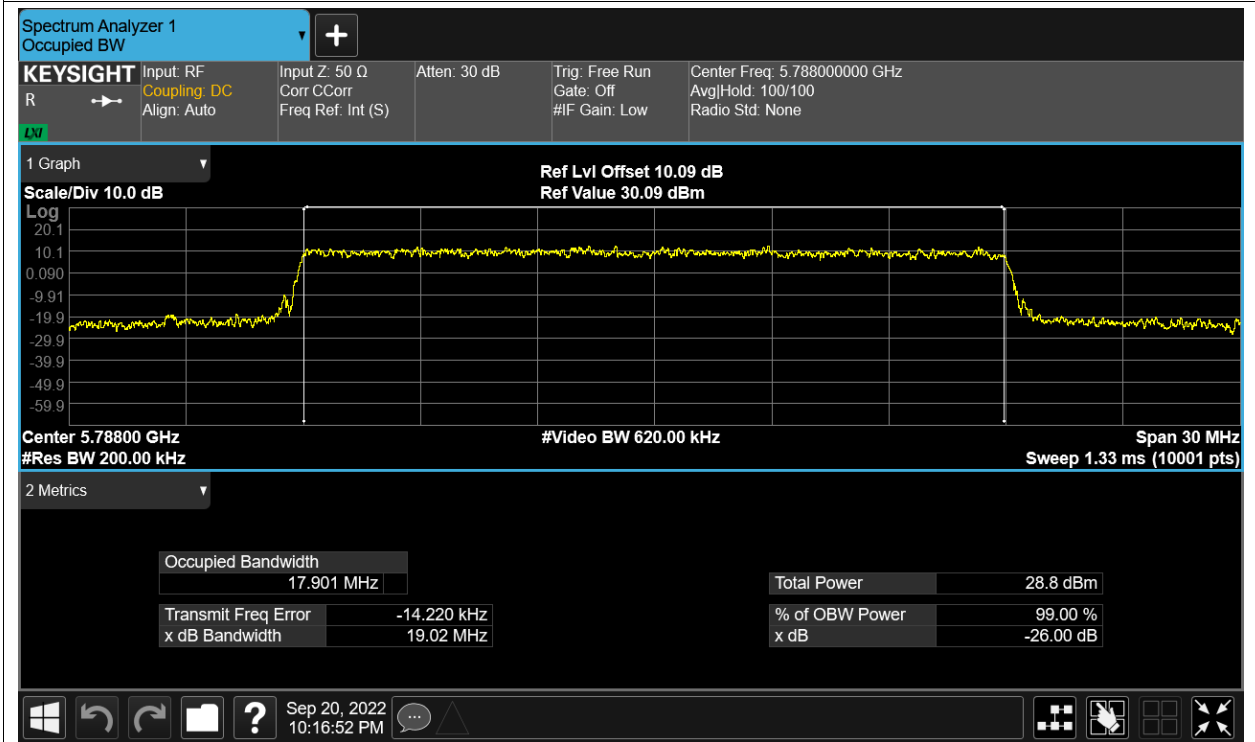 Spectrum Analyzer 1
Occupied BW
KEYSIGHT
R
LXI
Input: RF
Coupling: DC
Align: Auto
Input Z: 50 Ω
Corr CCorr
Freq Ref: Int (S)
Atten: 30 dB
Trig: Free Run
Gate: Off
#IF Gain: Low
Center Freq: 5.788000000 GHz
Avg|Hold: 100/100
Radio Std: None
1 Graph
Scale/Div 10.0 dB
Ref Lvl Offset 10.09 dB
Ref Value 30.09 dBm
Log
20.1
10.1
0.090
-9.91
-19.9
-29.9
-39.9
-49.9
-59.9
Center 5.78800 GHz
#Video BW 620.00 kHz
Span 30 MHz
#Res BW 200.00 kHz
Sweep 1.33 ms (10001 pts)
2 Metrics
Occupied Bandwidth
17.901 MHz
Total Power 28.8 dBm
Transmit Freq Error -14.220 kHz
% of OBW Power 99.00 %
x dB Bandwidth 19.02 MHz
x dB -26.00 dB
?
Sep 20, 2022
10:16:52 PM